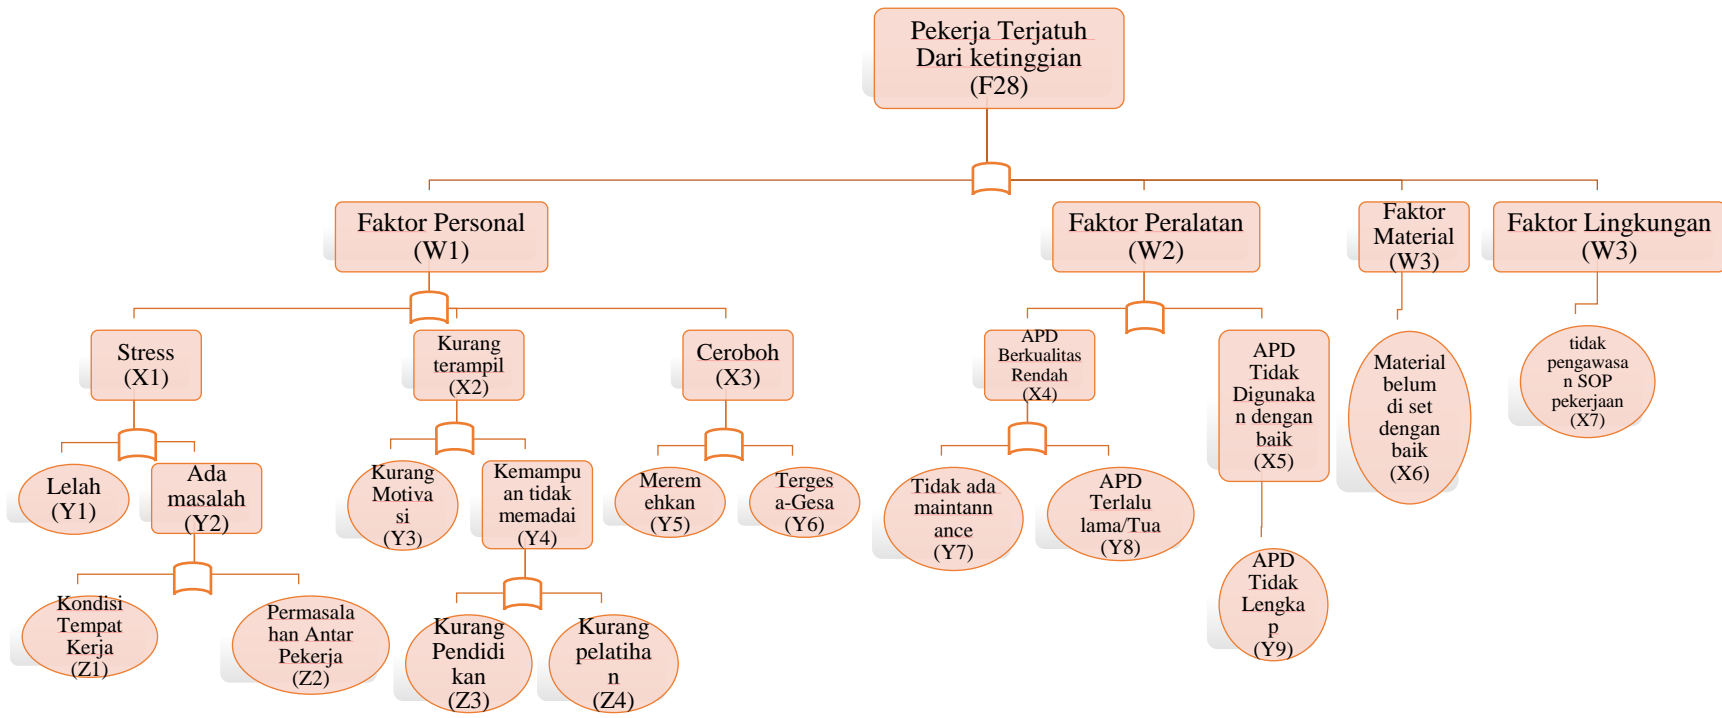 Pekerja Terjatuh
Dari ketinggian
(F28)
Faktor Personal
(W1)
Faktor Peralatan
(W2)
Faktor
Material
(W3)
Faktor Lingkungan
(W3)
Stress
(X1)
Kurang
terampil
(X2)
Ceroboh
(X3)
APD
Berkualitas
Rendah
(X4)
APD
Tidak
Digunaka
n dengan
baik
(X5)
Material
belum
di set
dengan
baik
(X6)
tidak
pengawasa
n SOP
pekerjaan
(X7)
Lelah
(Y1)
Ada
masalah
(Y2)
Kurang
Motiva
si
(Y3)
Kemampu
an tidak
memadai
(Y4)
Merem
ehkan
(Y5)
Terges
a-Gesa
(Y6)
Tidak ada
maintann
ance
(Y7)
APD
Terlalu
lama/Tua
(Y8)
APD
Tidak
Lengka
p
(Y9)
Kondisi
Tempat
Kerja
(Z1)
Permasala
han Antar
Pekerja
(Z2)
Kurang
Pendidi
kan
(Z3)
Kurang
pelatiha
n
(Z4)